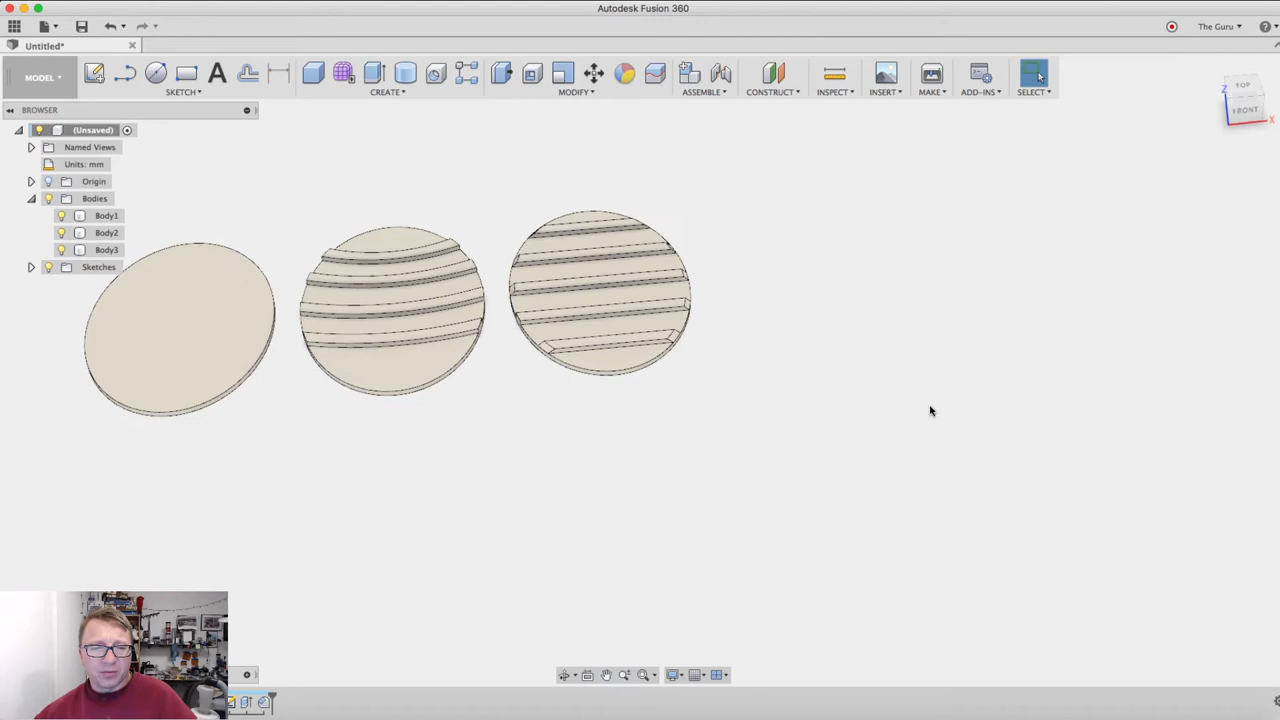 Autodesk Fusion 360
The Guru
Untitled*
MODEL
SKETCH
CREATE
MODIFY
ASSEMBLE
CONSTRUCT
INSPECT
INSERT
MAKE
ADD-INS
SELECT
BROWSER
(Unsaved)
Named Views
Units: mm
Origin
Bodies
Body1
Body2
Body3
Sketches
TOP
FRONT
Z
X